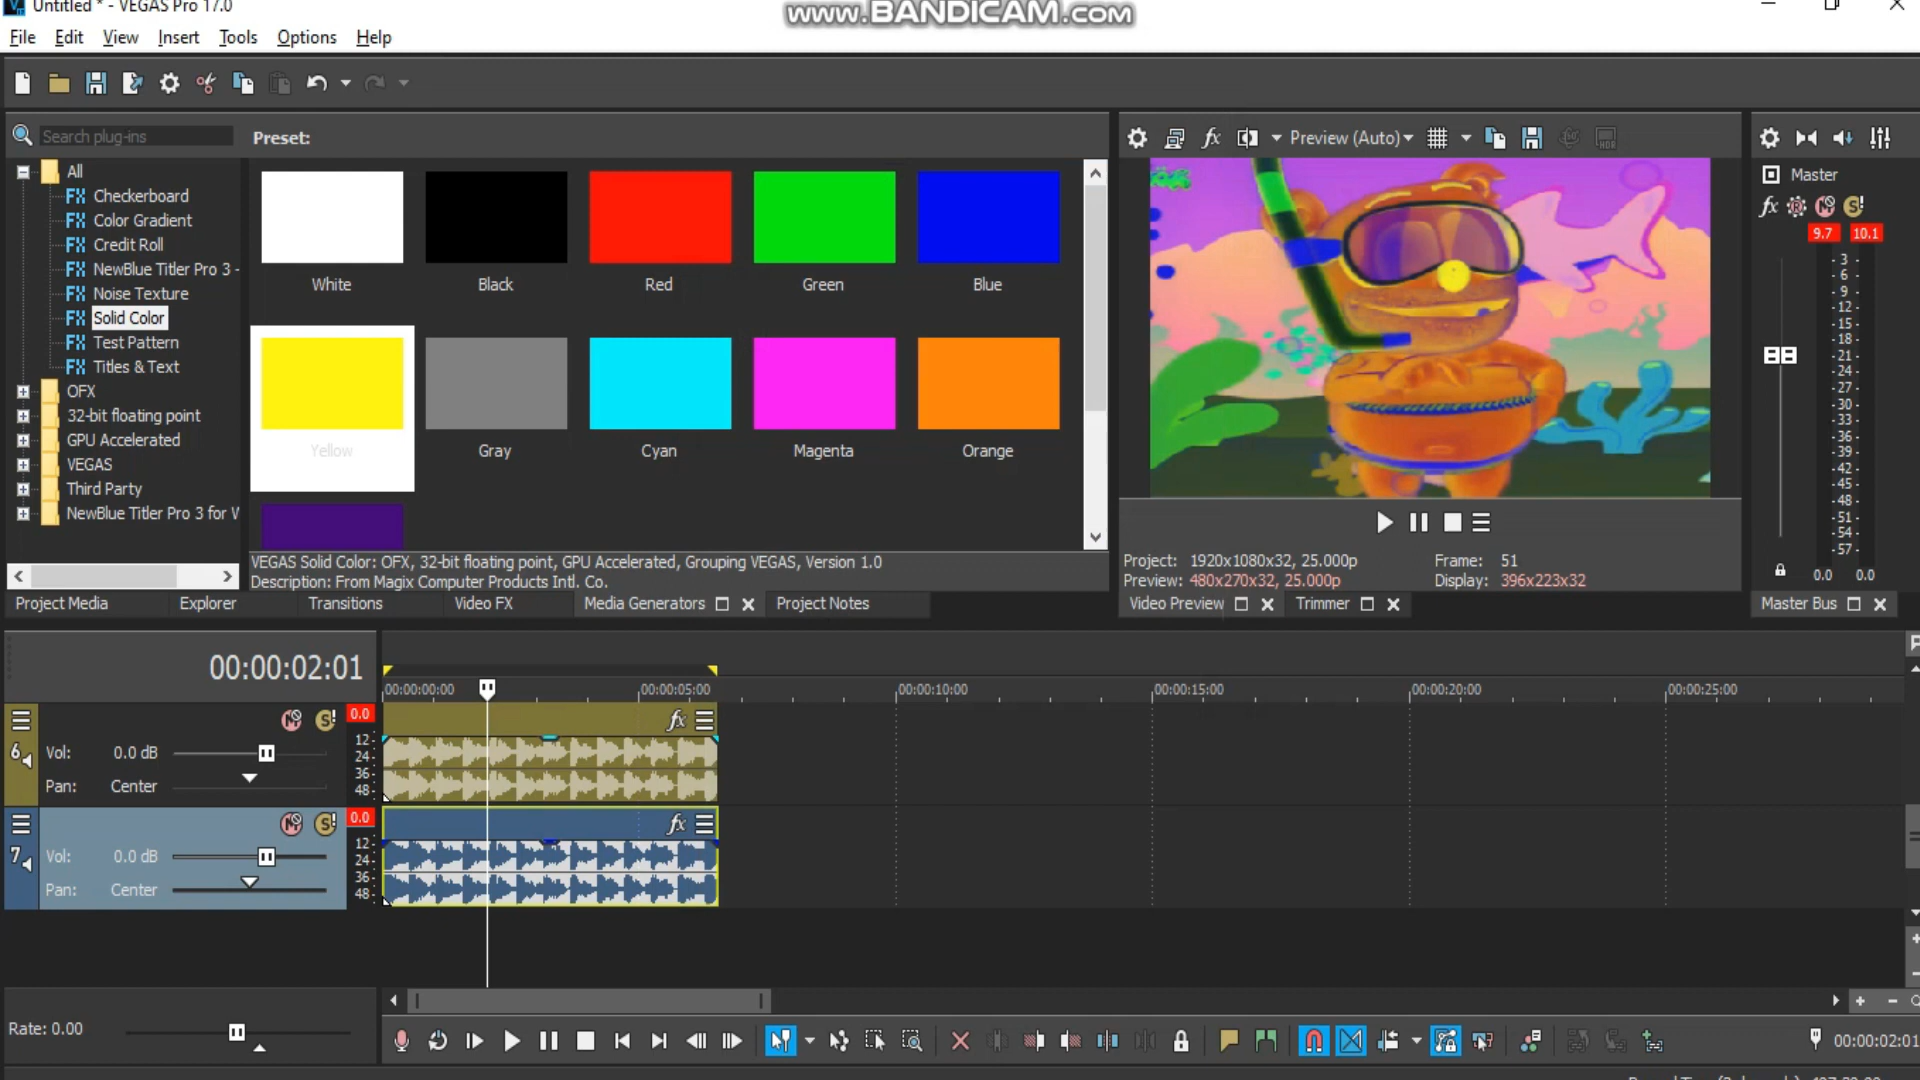 Untitled * - VEGAS Pro 17.0
www.BANDICAM.com
File Edit View Insert Tools Options Help
Search plug-ins
Preset:
Preview (Auto)
All
Checkerboard
Color Gradient
Credit Roll
NewBlue Titler Pro 3 -
Noise Texture
Solid Color
Test Pattern
Titles & Text
OFX
32-bit floating point
GPU Accelerated
VEGAS
Third Party
NewBlue Titler Pro 3 for
White Black Red Green Blue
Yellow Gray Cyan Magenta Orange
VEGAS Solid Color: OFX, 32-bit floating point, GPU Accelerated, Grouping VEGAS, Version 1.0
Description: From Magix Computer Products Intl. Co.
Project Media Explorer Transitions Video FX Media Generators Project Notes
Project: 1920x1080x32, 25.000p Frame: 51
Preview: 480x270x32, 25.000p Display: 396x223x32
Video Preview Trimmer
Master
fx
9.7 10.1
- 3 -
- 6 -
- 9 -
-12-
-15-
-18-
-21-
-24-
-27-
-30-
-33-
-36-
-39-
-42-
-45-
-48-
-51-
-54-
-57-
0.0 0.0
Master Bus
00:00:02:01
00:00:00:00 00:00:05:00 00:00:10:00 00:00:15:00 00:00:20:00 00:00:25:00
6
Vol: 0.0 dB
Pan: Center
0.0
12-
24-
36-
48-
fx
7
Vol: 0.0 dB
Pan: Center
0.0
12-
24-
36-
48-
fx
Rate: 0.00
00:00:02:01